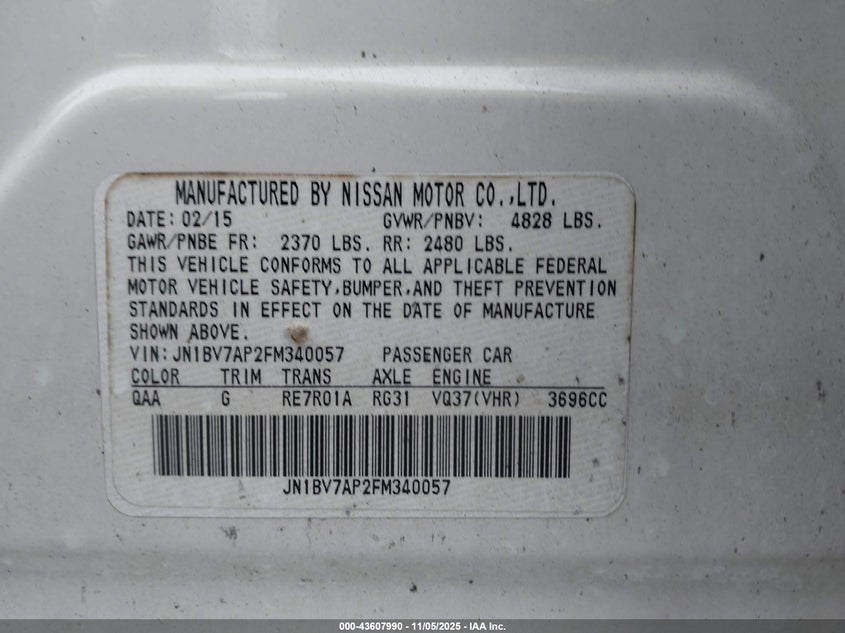 MANUFACTURED BY NISSAN MOTOR CO.,LTD.
DATE: 02/15 GVWR/PNBV: 4828 LBS.
GAWR/PNBE FR: 2370 LBS. RR: 2480 LBS.
THIS VEHICLE CONFORMS TO ALL APPLICABLE FEDERAL
MOTOR VEHICLE SAFETY,BUMPER,AND THEFT PREVENTION
STANDARDS IN EFFECT ON THE DATE OF MANUFACTURE
SHOWN ABOVE.
VIN: JN1BV7AP2FM340057 PASSENGER CAR
COLOR TRIM TRANS AXLE ENGINE
QAA G RE7R01A RG31 VQ37(VHR) 3696CC
JN1BV7AP2FM340057
000-43607990 - 11/05/2025 - IAA Inc.